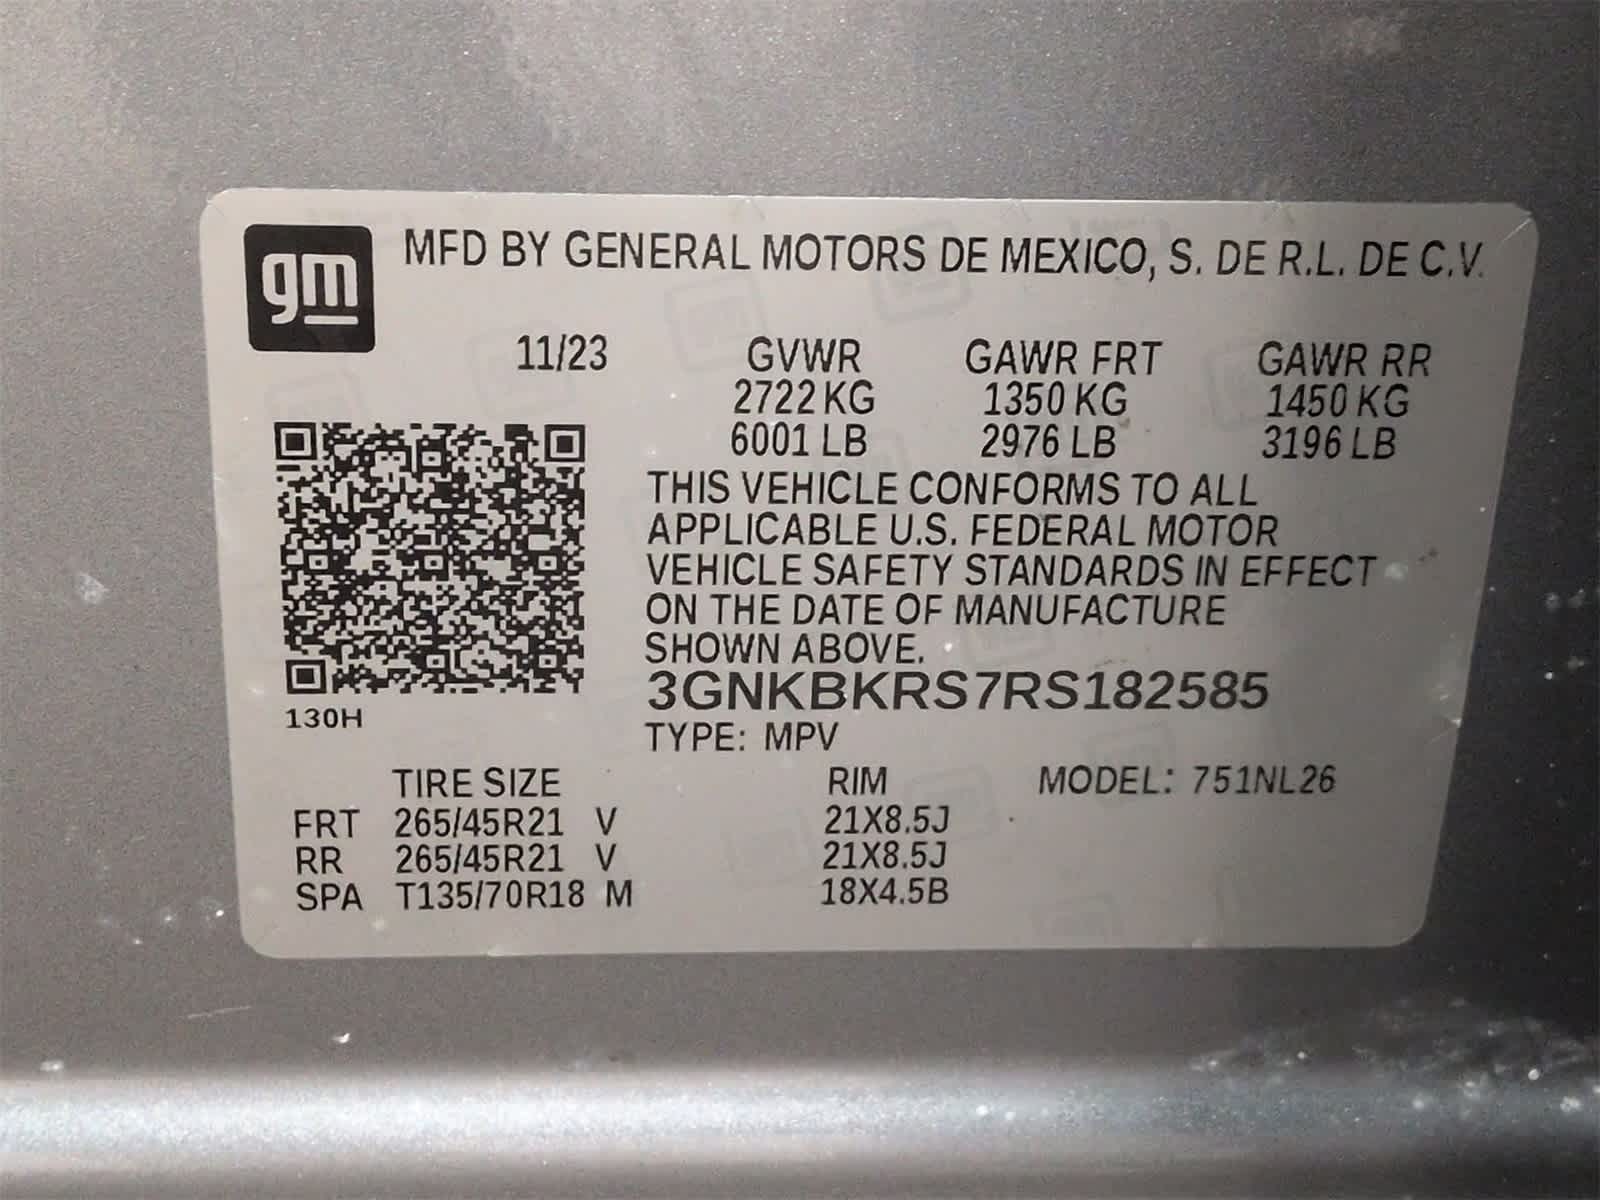 gm
MFD BY GENERAL MOTORS DE MEXICO, S. DE R.L. DE C.V.
11/23 GVWR GAWR FRT GAWR RR
2722 KG 1350 KG 1450 KG
6001 LB 2976 LB 3196 LB
THIS VEHICLE CONFORMS TO ALL
APPLICABLE U.S. FEDERAL MOTOR
VEHICLE SAFETY STANDARDS IN EFFECT
ON THE DATE OF MANUFACTURE
SHOWN ABOVE.
3GNKBKRS7RS182585
130H
TYPE: MPV
TIRE SIZE RIM MODEL: 751NL26
FRT 265/45R21 V 21X8.5J
RR 265/45R21 V 21X8.5J
SPA T135/70R18 M 18X4.5B